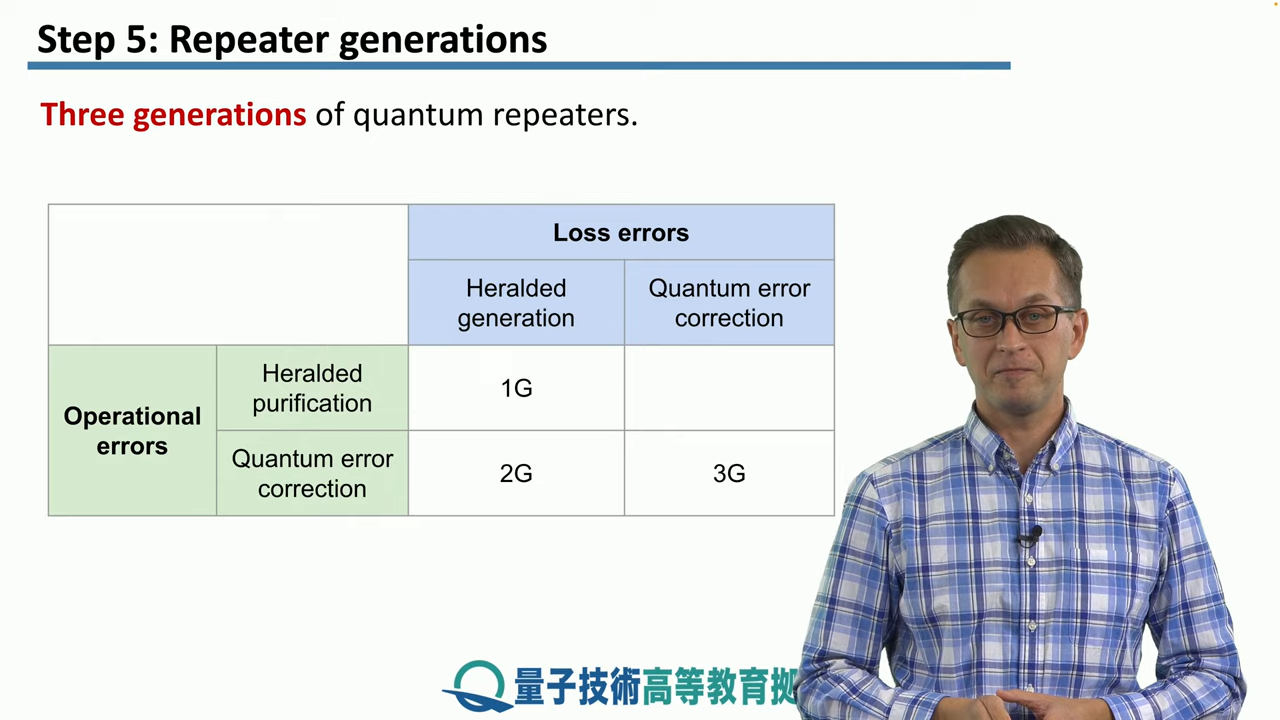 Step 5: Repeater generations
Three generations of quantum repeaters.
Loss errors
Heralded
generation
Quantum error
correction
Operational
errors
Heralded
purification
1G
Quantum error
correction
2G
3G
量子技術高等教育拠